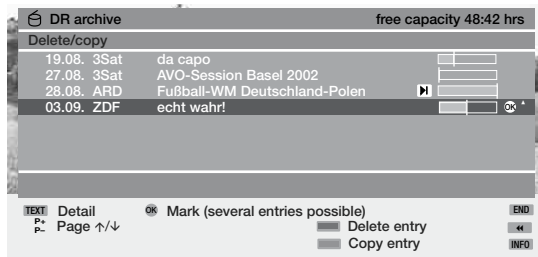 DR archive free capacity 48:42 hrs
Delete/copy
19.08. 3Sat da capo
27.08. 3Sat AVO-Session Basel 2002
28.08. ARD Fußball-WM Deutschland-Polen
03.09. ZDF echt wahr! OK
TEXT Detail OK Mark (several entries possible) END
P+ P- Page ↑/↓ Delete entry ◀◀
Copy entry INFO